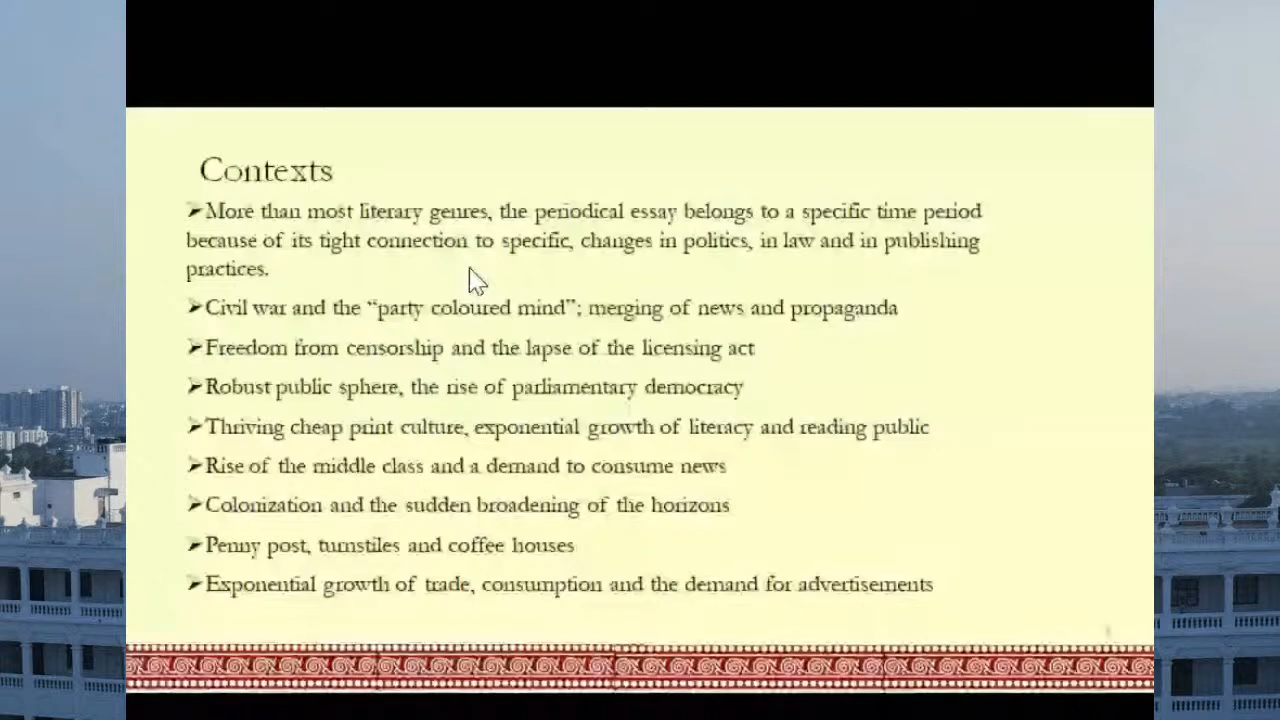 Contexts
➢More than most literary genres, the periodical essay belongs to a specific time period
because of its tight connection to specific, changes in politics, in law and in publishing
practices.
➢Civil war and the “party coloured mind”; merging of news and propaganda
➢Freedom from censorship and the lapse of the licensing act
➢Robust public sphere, the rise of parliamentary democracy
➢Thriving cheap print culture, exponential growth of literacy and reading public
➢Rise of the middle class and a demand to consume news
➢Colonization and the sudden broadening of the horizons
➢Penny post, turnstiles and coffee houses
➢Exponential growth of trade, consumption and the demand for advertisements